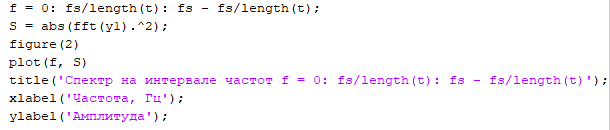 f = 0: fs/length(t): fs - fs/length(t);
S = abs(fft(y1).^2);
figure(2)
plot(f, S)
title('Спектр на интервале частот f = 0: fs/length(t): fs - fs/length(t)');
xlabel('Частота, Гц');
ylabel('Амплитуда');